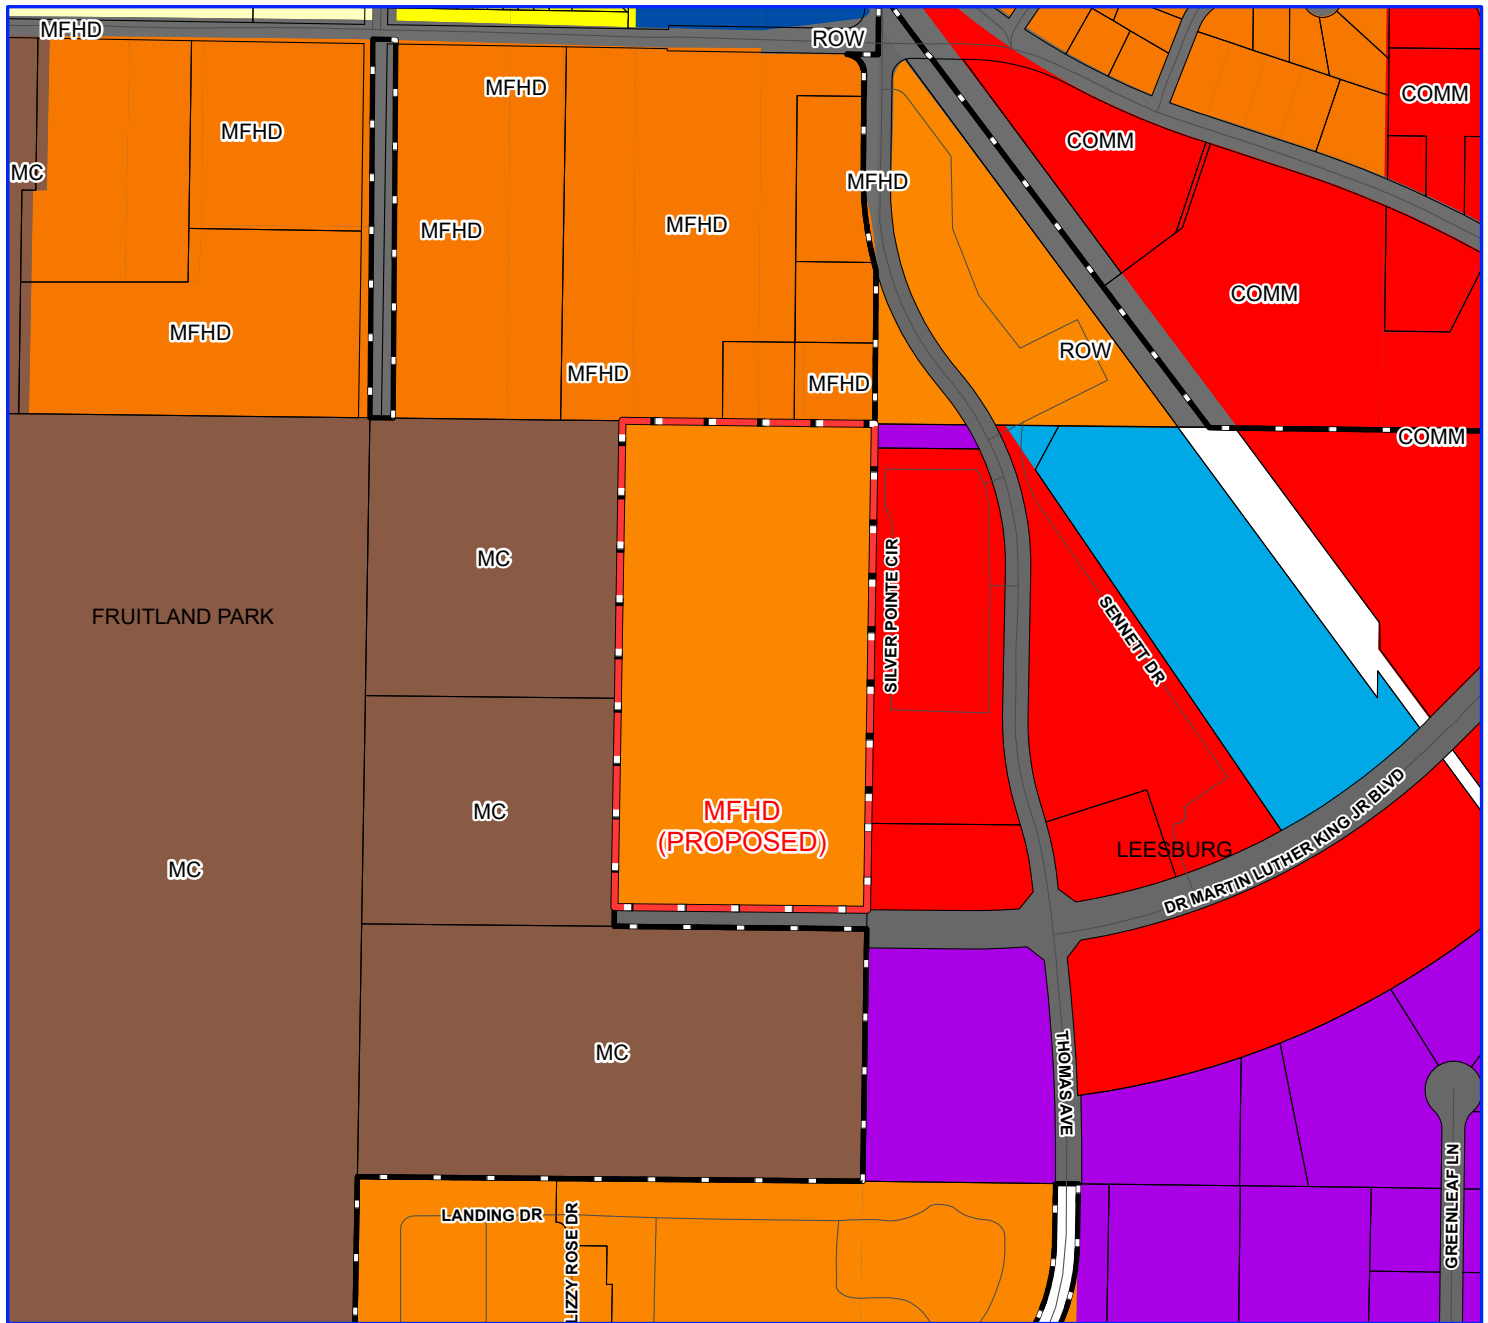 MFHD
ROW
MFHD
COMM
MFHD
COMM
MC
MFHD
MFHD
MFHD
COMM
MFHD
ROW
MFHD
MFHD
COMM
MC
SILVER POINTE CIR
FRUITLAND PARK
SENNETT DR
MC
MFHD
(PROPOSED)
DR MARTIN LUTHER KING JR BLVD
LEESBURG
MC
MC
THOMAS AVE
GREENLEAF LN
LANDING DR
LIZZY ROSE DR